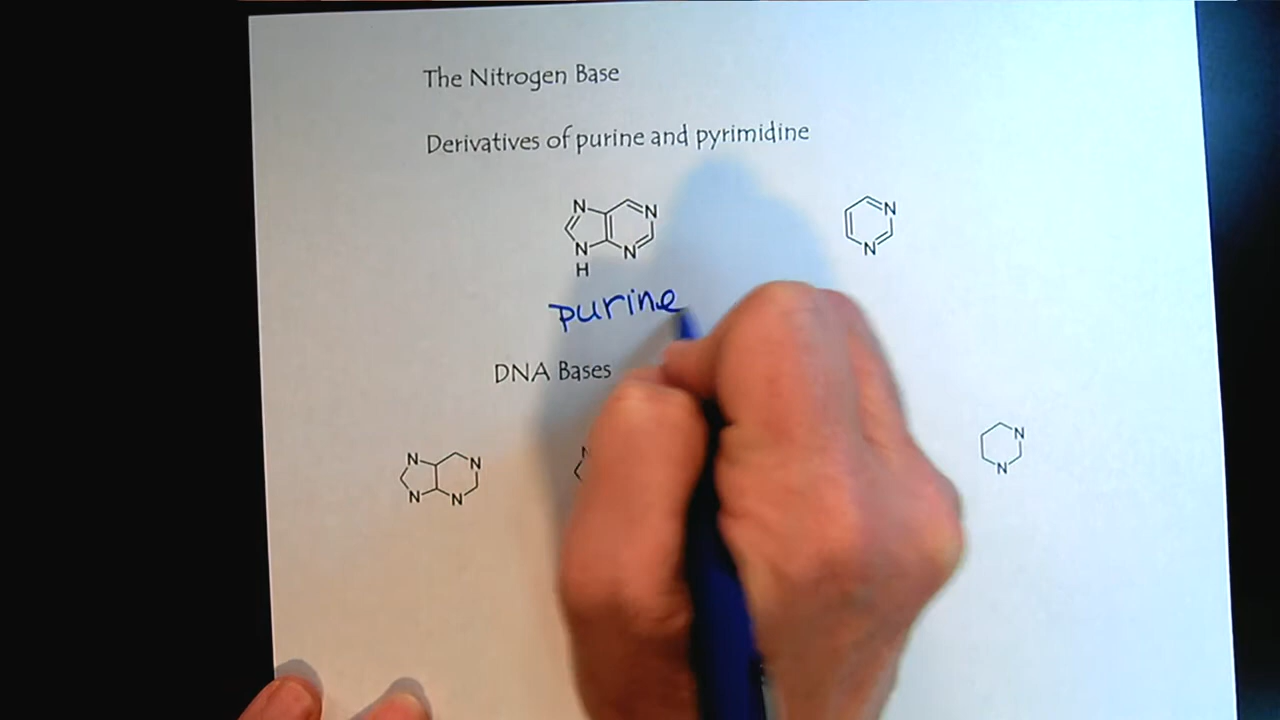 The Nitrogen Base
Derivatives of purine and pyrimidine
N N N N H
N N
purine
DNA Bases
N N N N
N N